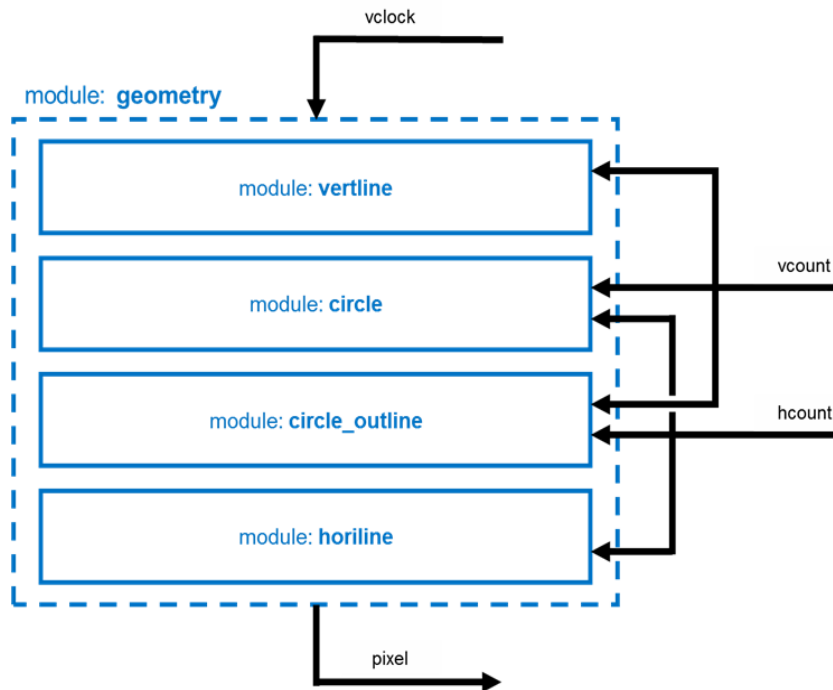 vclock
module: geometry
module: vertline
vcount
module: circle
hcount
module: circle_outline
module: horiline
pixel